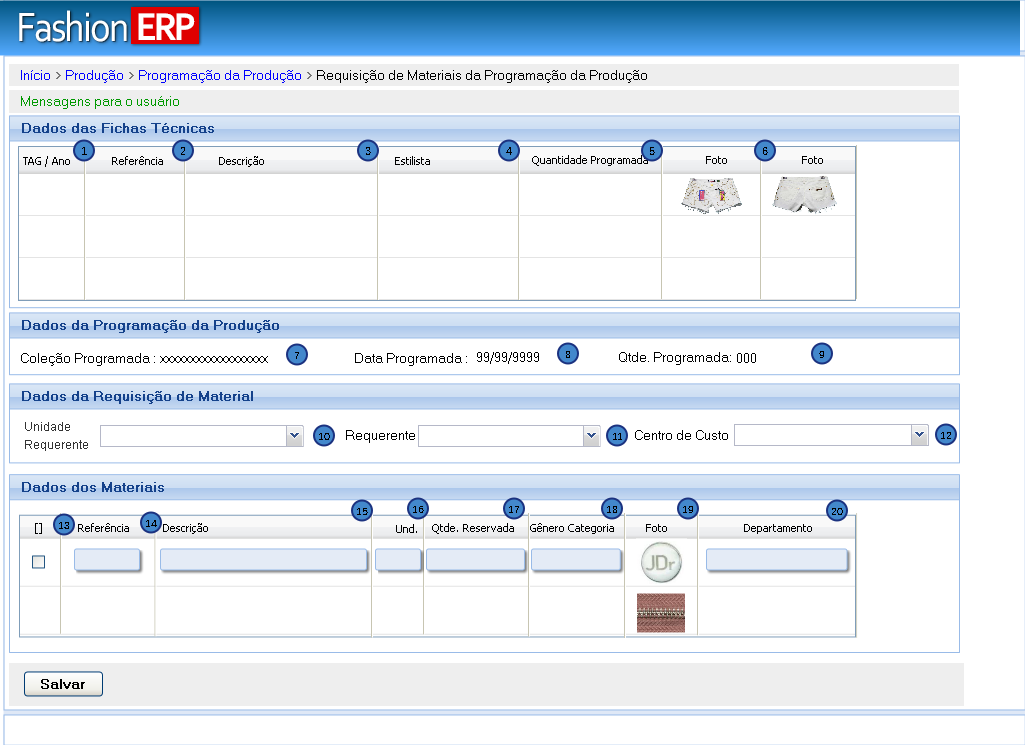 Fashion ERP
Início > Produção > Programação da Produção > Requisição de Materiais da Programação da Produção
Mensagens para o usuário
Dados das Fichas Técnicas
TAG / Ano 1 Referência 2 Descrição 3 Estilista 4 Quantidade Programada 5 Foto 6 Foto
Dados da Programação da Produção
Coleção Programada : xxxxxxxxxxxxxxxxxx 7 Data Programada : 99/99/9999 8 Qtde. Programada: 000 9
Dados da Requisição de Material
Unidade
Requerente 10 Requerente 11 Centro de Custo 12
Dados dos Materiais
[] 13 Referência 14 Descrição 15 Und. 16 Qtde. Reservada 17 Gênero Categoria 18 Foto 19 Departamento 20
JDr
Salvar